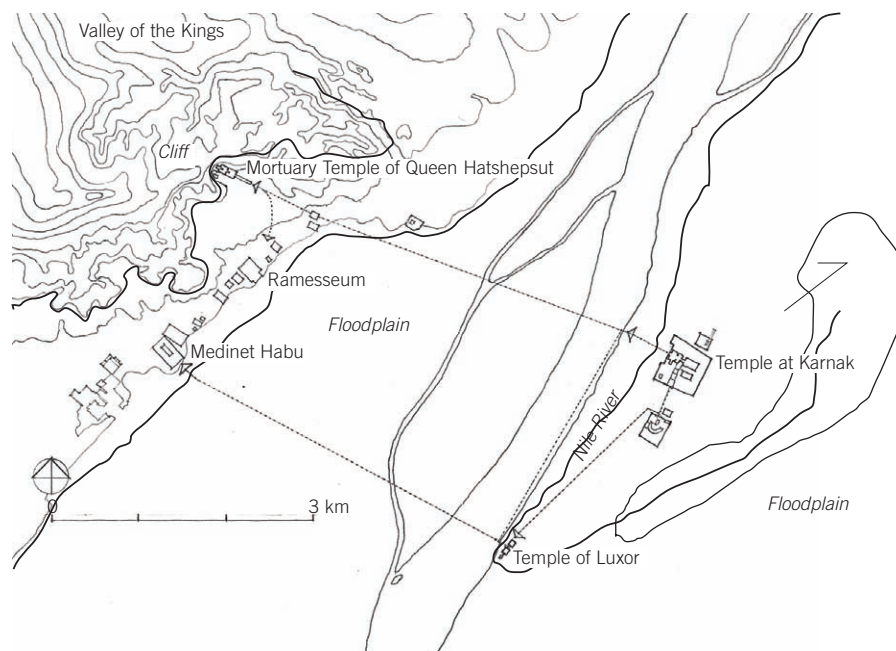 Valley of the Kings
Cliff
Mortuary Temple of Queen Hatshepsut
Ramesseum
Floodplain
Medinet Habu
Temple at Karnak
Nile River
0
3 km
Floodplain
Temple of Luxor